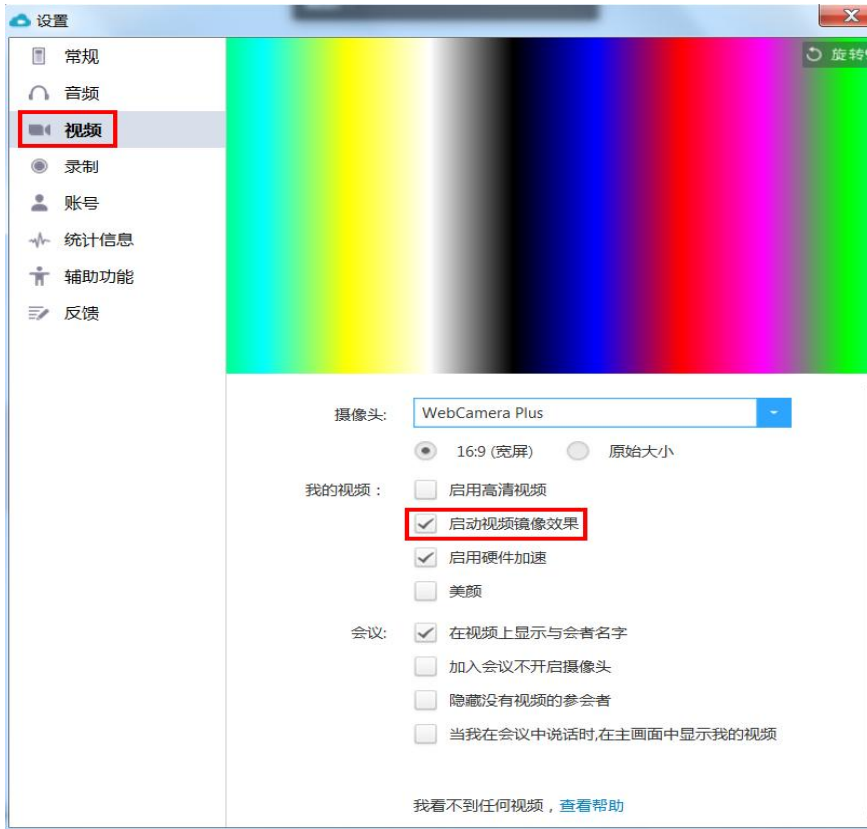 设置
常规
音频
视频
录制
账号
统计信息
辅助功能
反馈
旋转
摄像头: WebCamera Plus
16:9 (宽屏) 原始大小
我的视频： 启用高清视频
启动视频镜像效果
启用硬件加速
美颜
会议: 在视频上显示与会者名字
加入会议不开启摄像头
隐藏没有视频的参会者
当我在会议中说话时,在主画面中显示我的视频
我看不到任何视频，查看帮助